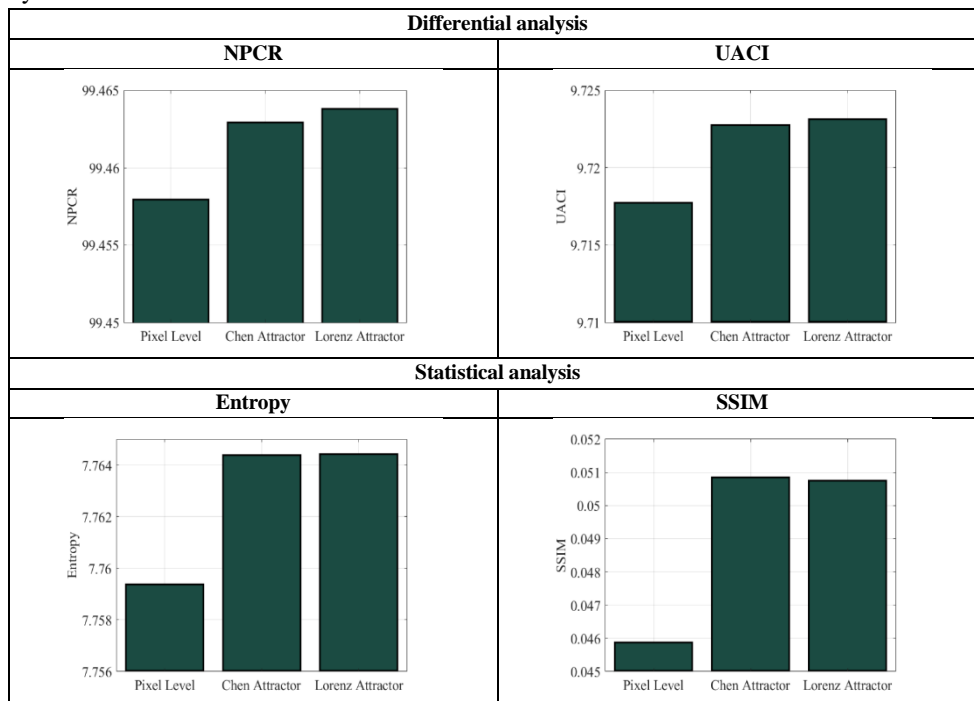 Differential analysis
NPCR
UACI
99.465
99.46
99.455
99.45
NPCR
Pixel Level
Chen Attractor
Lorenz Attractor
9.725
9.72
9.715
9.71
UACI
Pixel Level
Chen Attractor
Lorenz Attractor
Statistical analysis
Entropy
SSIM
7.764
7.762
7.76
7.758
7.756
Entropy
Pixel Level
Chen Attractor
Lorenz Attractor
0.052
0.051
0.05
0.049
0.048
0.047
0.046
0.045
SSIM
Pixel Level
Chen Attractor
Lorenz Attractor